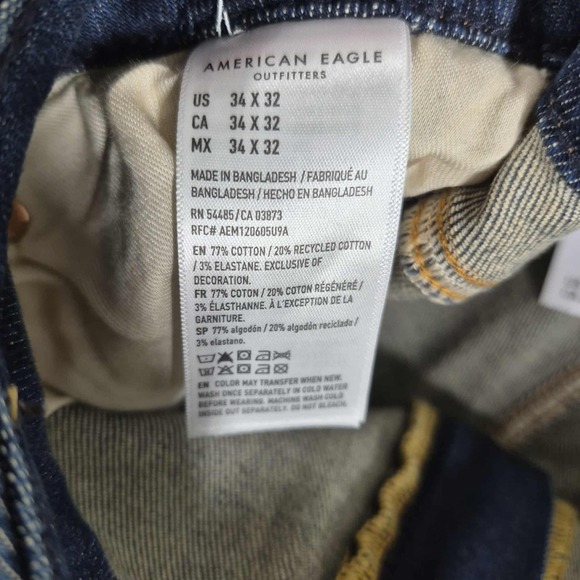 AMERICAN EAGLE
OUTFITTERS
US 34 X 32
CA 34 X 32
MX 34 X 32
MADE IN BANGLADESH / FABRIQUÉ AU
BANGLADESH / HECHO EN BANGLADESH
RN 54485/CA 03873
RFC# AEM120605U9A
EN 77% COTTON / 20% RECYCLED COTTON
/ 3% ELASTANE. EXCLUSIVE OF
DECORATION.
FR 77% COTON / 20% COTON RÉGÉNÉRÉ /
3% ÉLASTHANNE. À L'EXCEPTION DE LA
GARNITURE.
SP 77% algodón / 20% algodón reciclado /
3% elastano.
EN COLOR MAY TRANSFER WHEN NEW.
WASH ONCE SEPARATELY IN COLD WATER
BEFORE WEARING. MACHINE WASH COLD
INSIDE OUT SEPARATELY. DO NOT BLEACH.